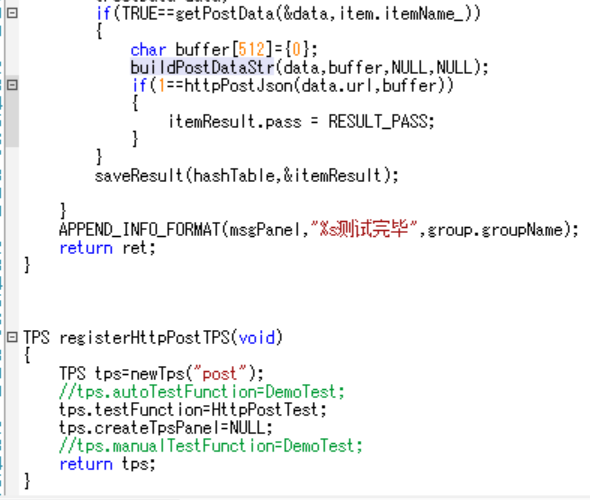 if(TRUE==getPostData(&data,item.itemName_))
{
char buffer[512]={0};
buildPostDataStr(data,buffer,NULL,NULL);
if(1==httpPostJson(data.url,buffer))
{
itemResult.pass = RESULT_PASS;
}
}
saveResult(hashTable,&itemResult);
}
APPEND_INFO_FORMAT(msgPanel,"%s测试完毕",group.groupName);
return ret;
}
TPS registerHttpPostTPS(void)
{
TPS tps=newTps("post");
//tps.autoTestFunction=DemoTest;
tps.testFunction=HttpPostTest;
tps.createTpsPanel=NULL;
//tps.manualTestFunction=DemoTest;
return tps;
}